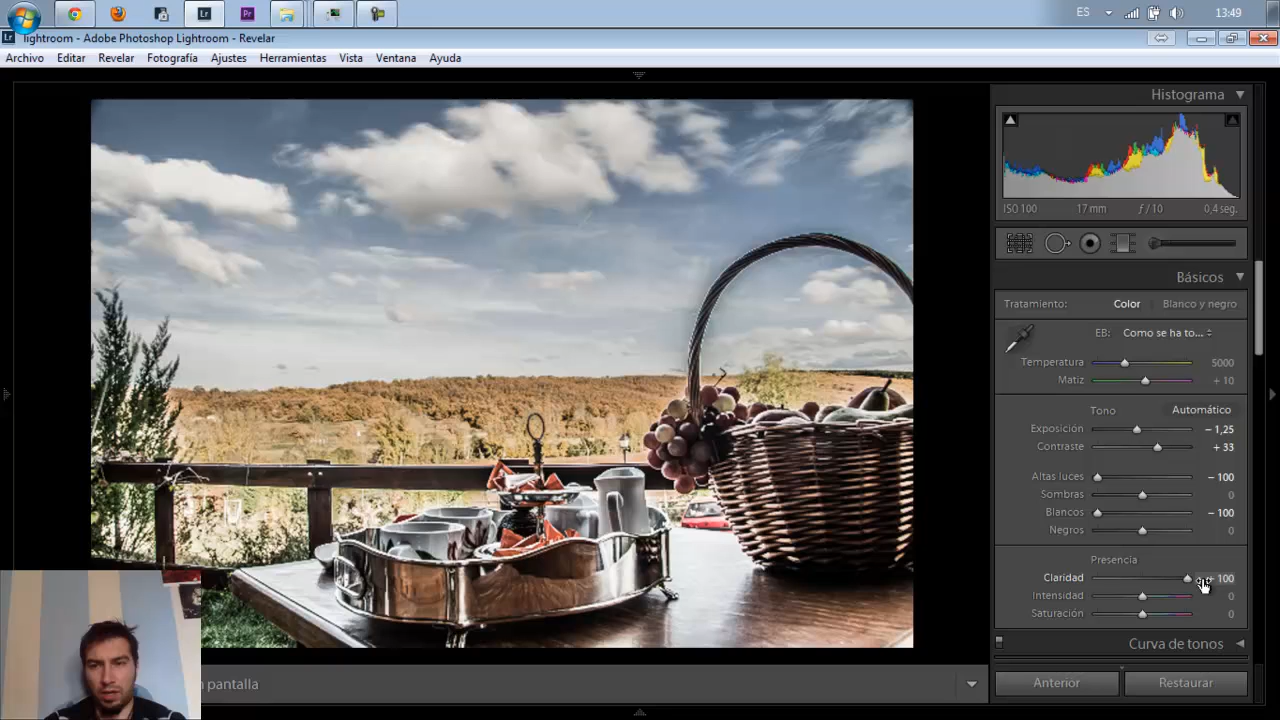 ES
13:49
lightroom - Adobe Photoshop Lightroom - Revelar
Archivo Editar Revelar Fotografía Ajustes Herramientas Vista Ventana Ayuda
Histograma
ISO 100 17 mm ƒ / 10 0,4 seg.
Básicos
Tratamiento: Color Blanco y negro
EB: Como se ha to...
Temperatura 5000
Matiz + 10
Tono Automático
Exposición − 1,25
Contraste + 33
Altas luces − 100
Sombras 0
Blancos − 100
Negros 0
Presencia
Claridad + 100
Intensidad 0
Saturación 0
Curva de tonos
n pantalla
Anterior Restaurar